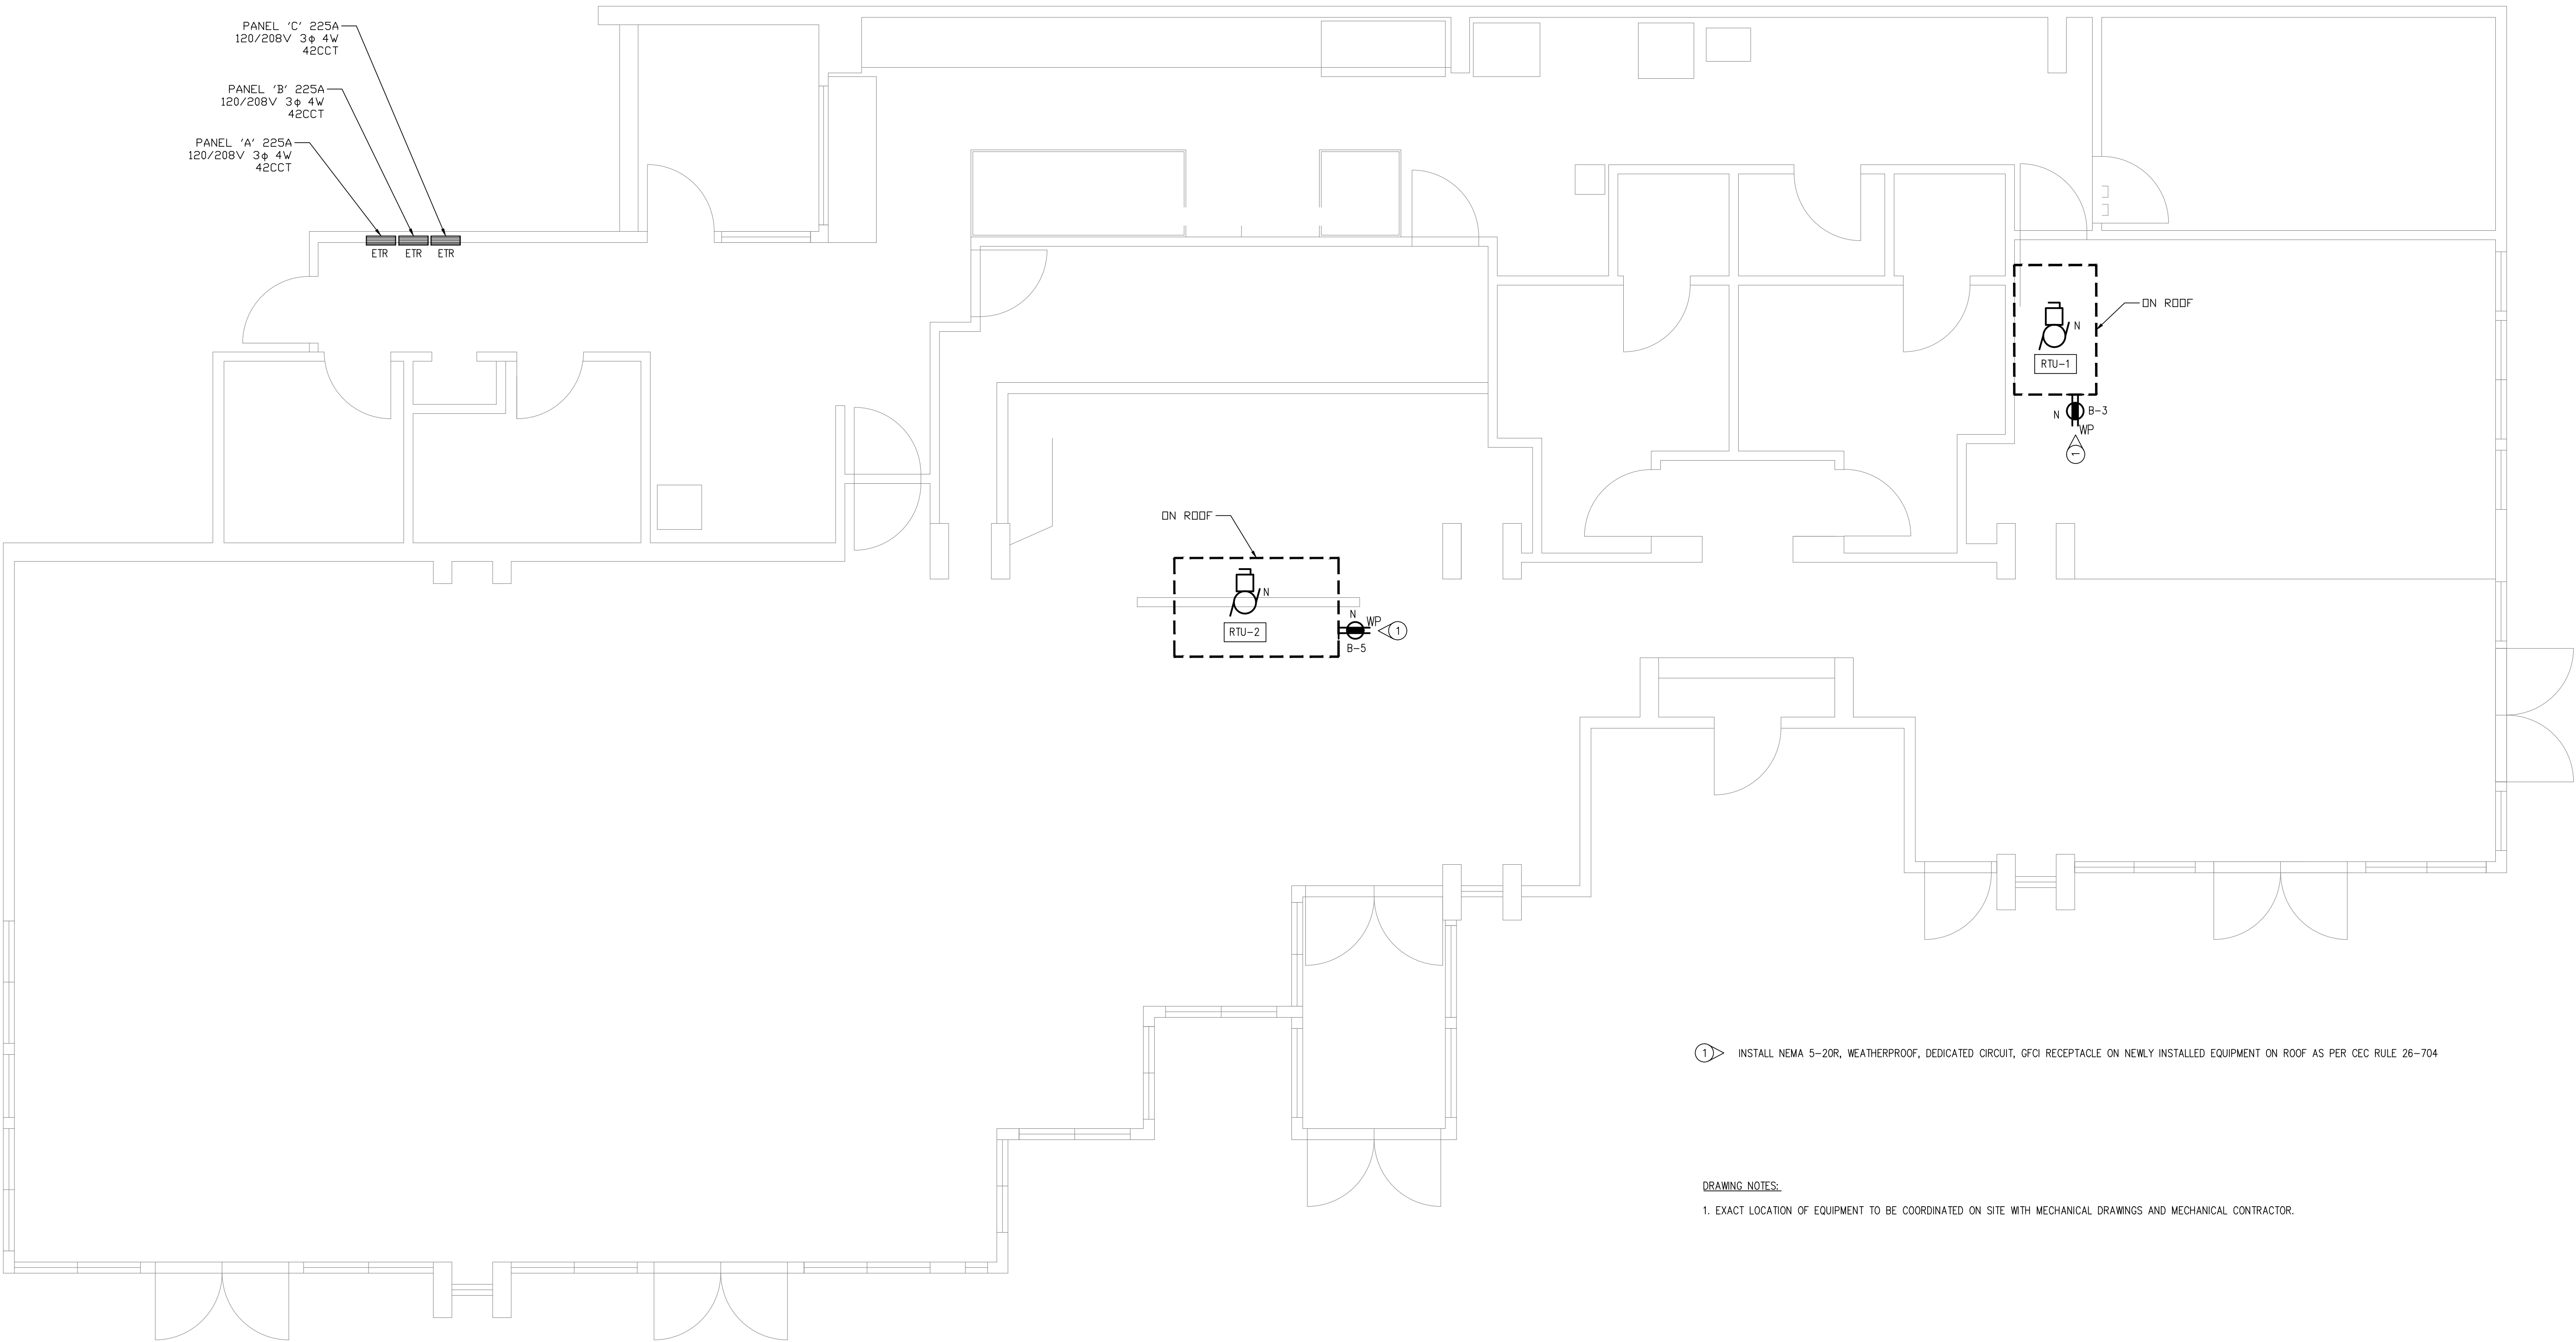 PANEL 'C' 225A
120/208V 3ϕ 4W
42CCT
PANEL 'B' 225A
120/208V 3ϕ 4W
42CCT
PANEL 'A' 225A
120/208V 3ϕ 4W
42CCT
ETR
ETR
ETR
ON ROOF
N
RTU-1
N
B-3
WP
1
ON ROOF
N
RTU-2
N
WP
1
B-5
1 INSTALL NEMA 5-20R, WEATHERPROOF, DEDICATED CIRCUIT, GFCI RECEPTACLE ON NEWLY INSTALLED EQUIPMENT ON ROOF AS PER CEC RULE 26-704
DRAWING NOTES:
1. EXACT LOCATION OF EQUIPMENT TO BE COORDINATED ON SITE WITH MECHANICAL DRAWINGS AND MECHANICAL CONTRACTOR.